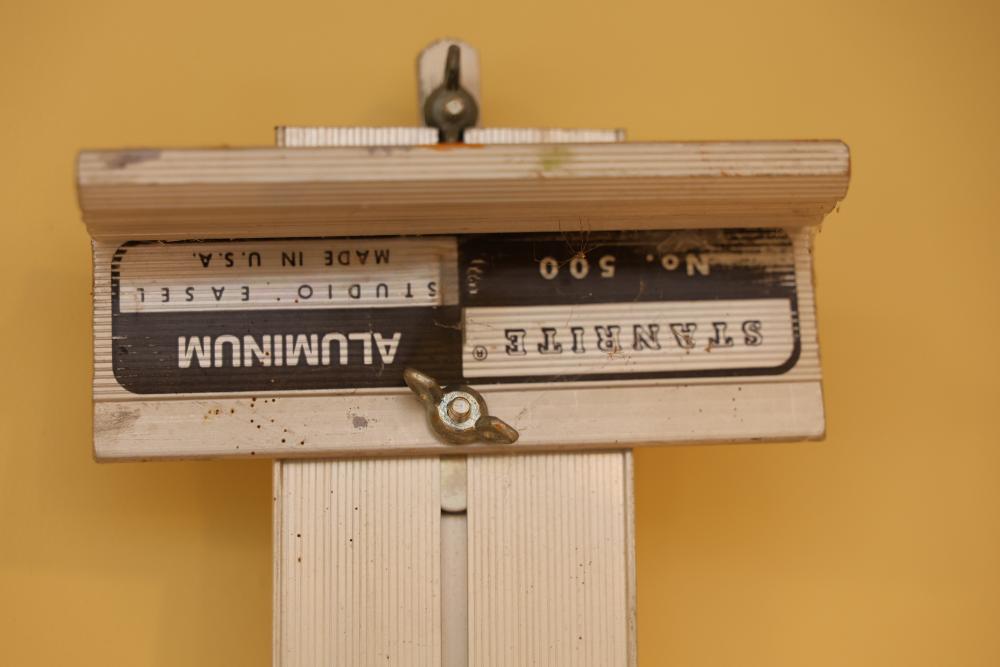 STANRITE®
No. 500
ALUMINUM
STUDIO EASEL
MADE IN U.S.A.